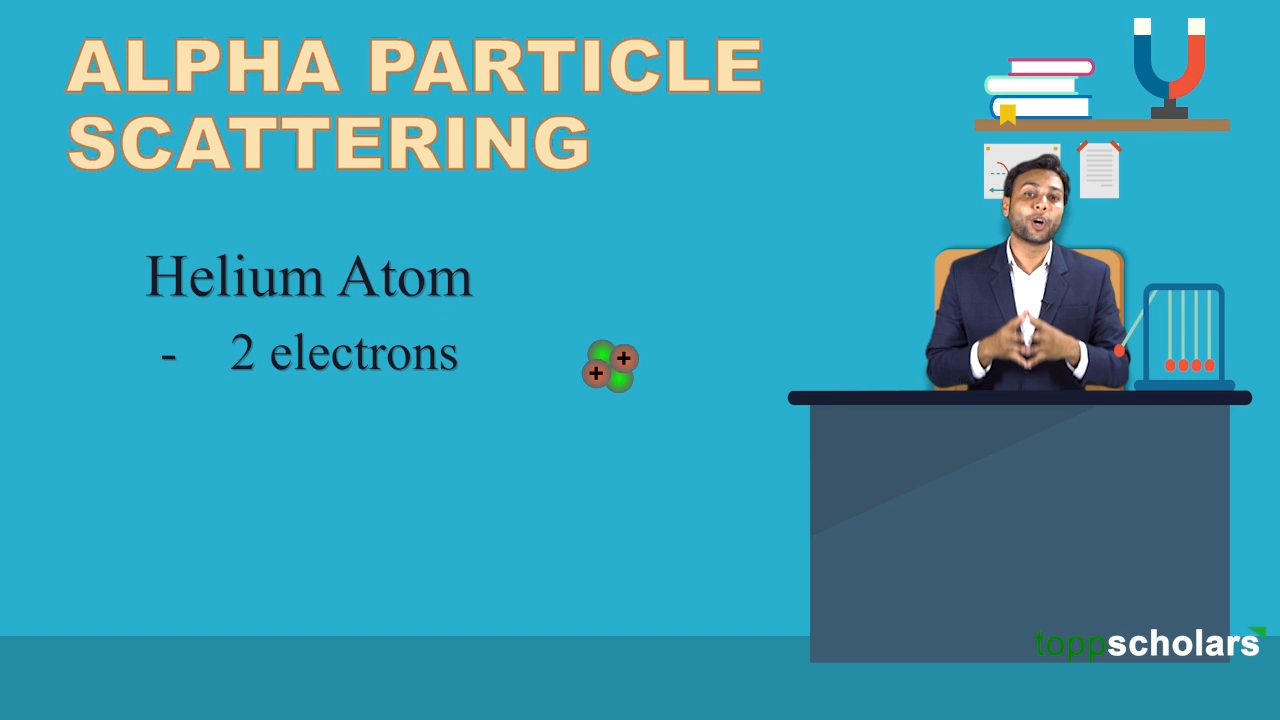 ALPHA PARTICLE
SCATTERING
Helium Atom
- 2 electrons
+
+
toppscholars